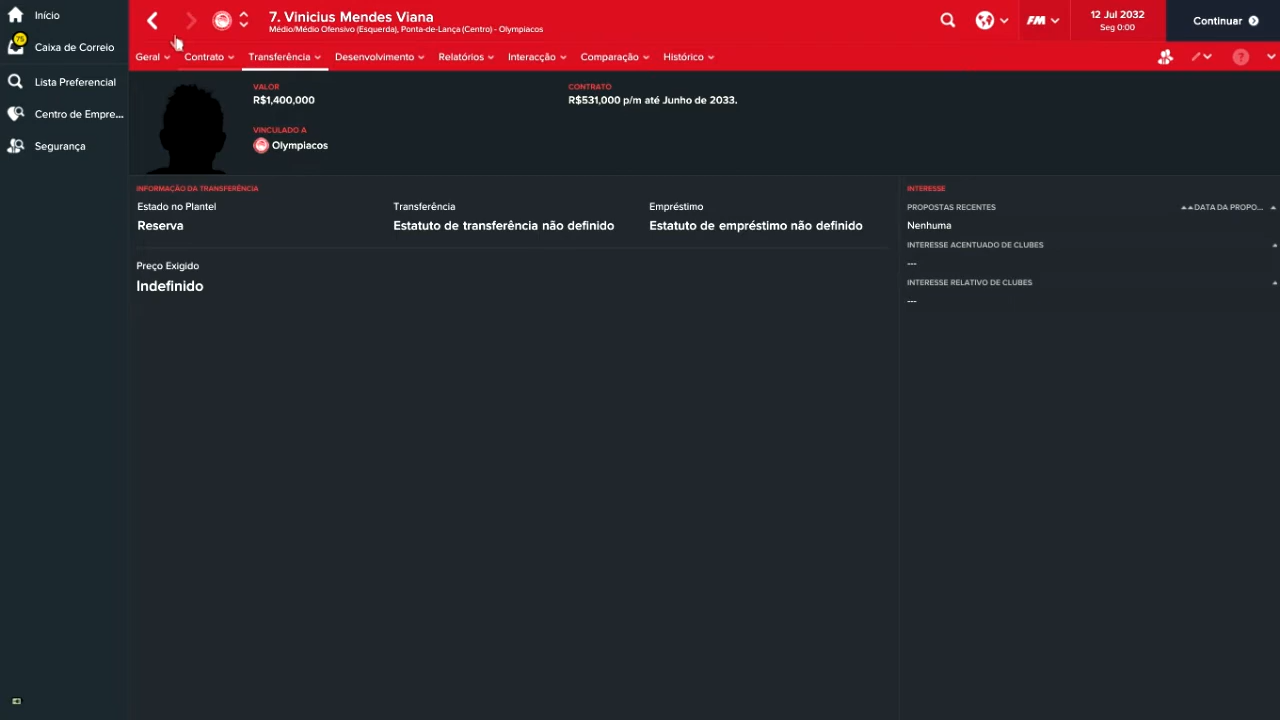 Início
75
Caixa de Correio
Lista Preferencial
Centro de Empre...
Segurança
7. Vinicius Mendes Viana
Médio/Médio Ofensivo (Esquerda), Ponta-de-Lança (Centro) - Olympiacos
FM
12 Jul 2032
Seg 0:00
Continuar
Geral
Contrato
Transferência
Desenvolvimento
Relatórios
Interacção
Comparação
Histórico
?
VALOR
R$1,400,000
CONTRATO
R$531,000 p/m até Junho de 2033.
VINCULADO A
Olympiacos
INFORMAÇÃO DA TRANSFERÊNCIA
Estado no Plantel
Reserva
Transferência
Estatuto de transferência não definido
Empréstimo
Estatuto de empréstimo não definido
Preço Exigido
Indefinido
INTERESSE
PROPOSTAS RECENTES
DATA DA PROPO...
Nenhuma
INTERESSE ACENTUADO DE CLUBES
---
INTERESSE RELATIVO DE CLUBES
---